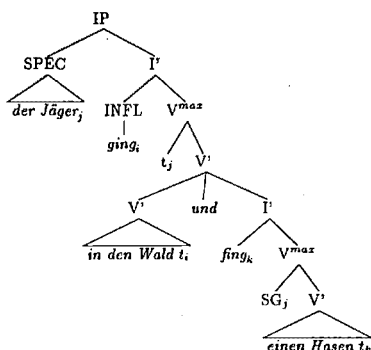 IP
SPEC I'
der Jäger_j INFL V^max
ging_i
t_j V'
V' und I'
in den Wald t_i fing_k V^max
SG_j V'
einen Hasen t_k